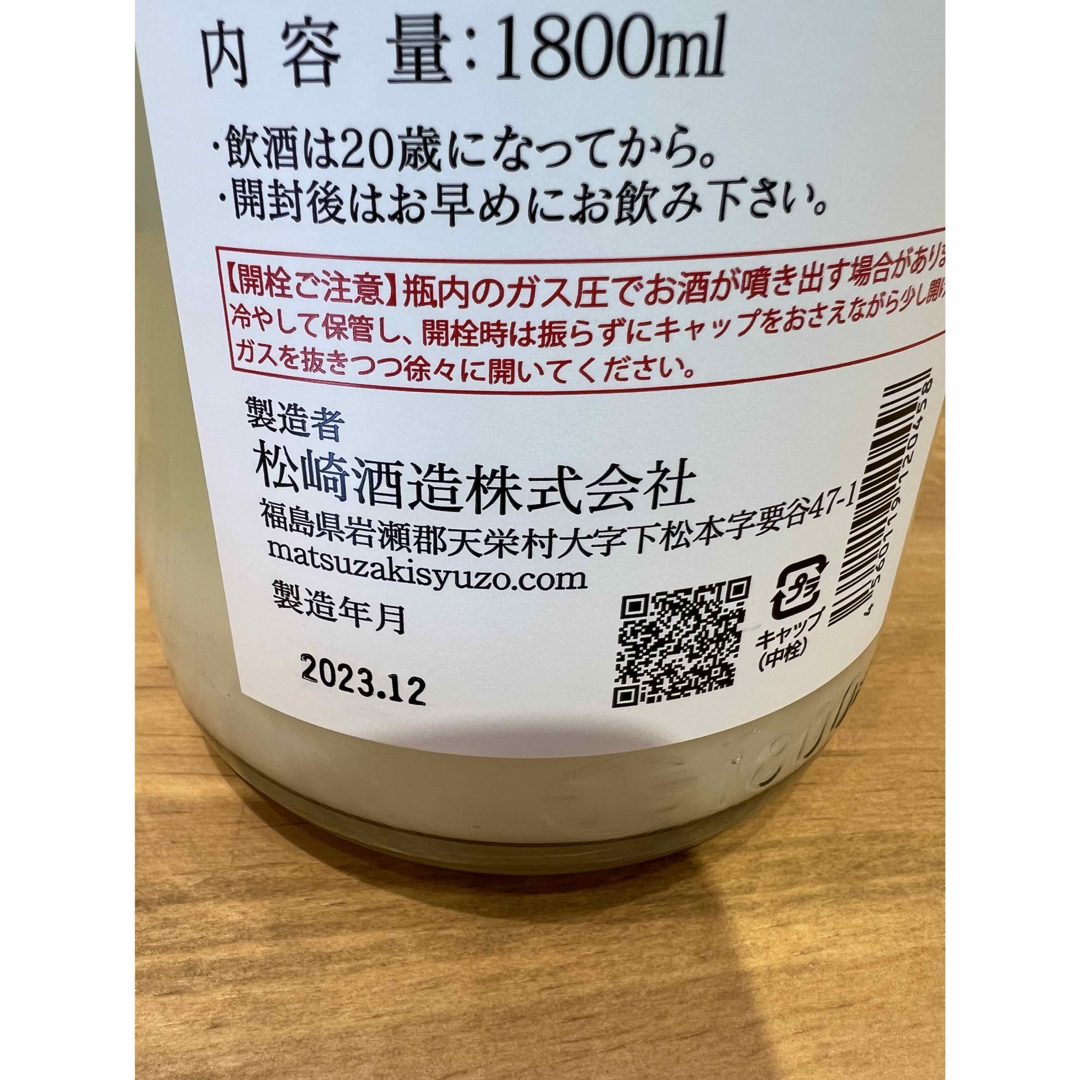 内容量:1800ml
・飲酒は20歳になってから。
・開封後はお早めにお飲み下さい。
【開栓ご注意】瓶内のガス圧でお酒が噴き出す場合がありま
冷やして保管し、開栓時は振らずにキャップをおさえながら少し開け
ガスを抜きつつ徐々に開いてください。
製造者
松崎酒造株式会社
福島県岩瀬郡天栄村大字下松本字要谷47-1
matsuzakisyuzo.com
製造年月
2023.12
プラ
キャップ
(中栓)
4 560119 120458